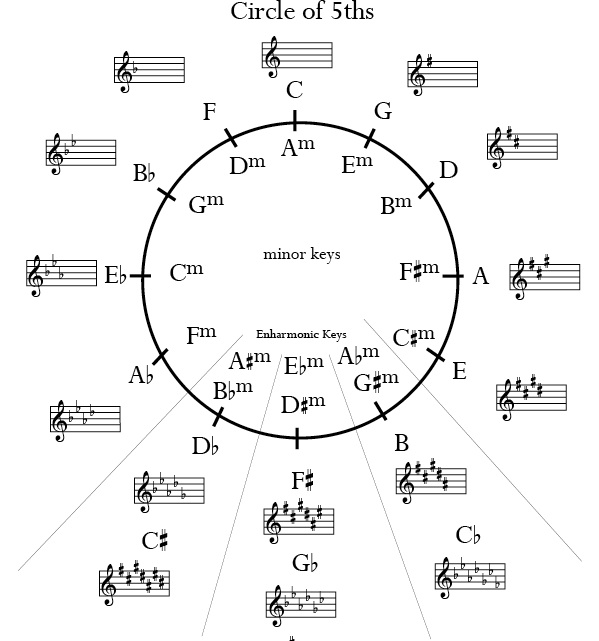 Circle of 5ths
C
F
G
Am
Dm
Em
B♭
D
Gm
Bm
minor keys
E♭
Cm
F♯m
A
Fm
Enharmonic Keys
C♯m
A♯m
E♭m
A♭m
A♭
B♭m
G♯m
E
D♯m
D♭
B
F♯
C♯
C♭
G♭